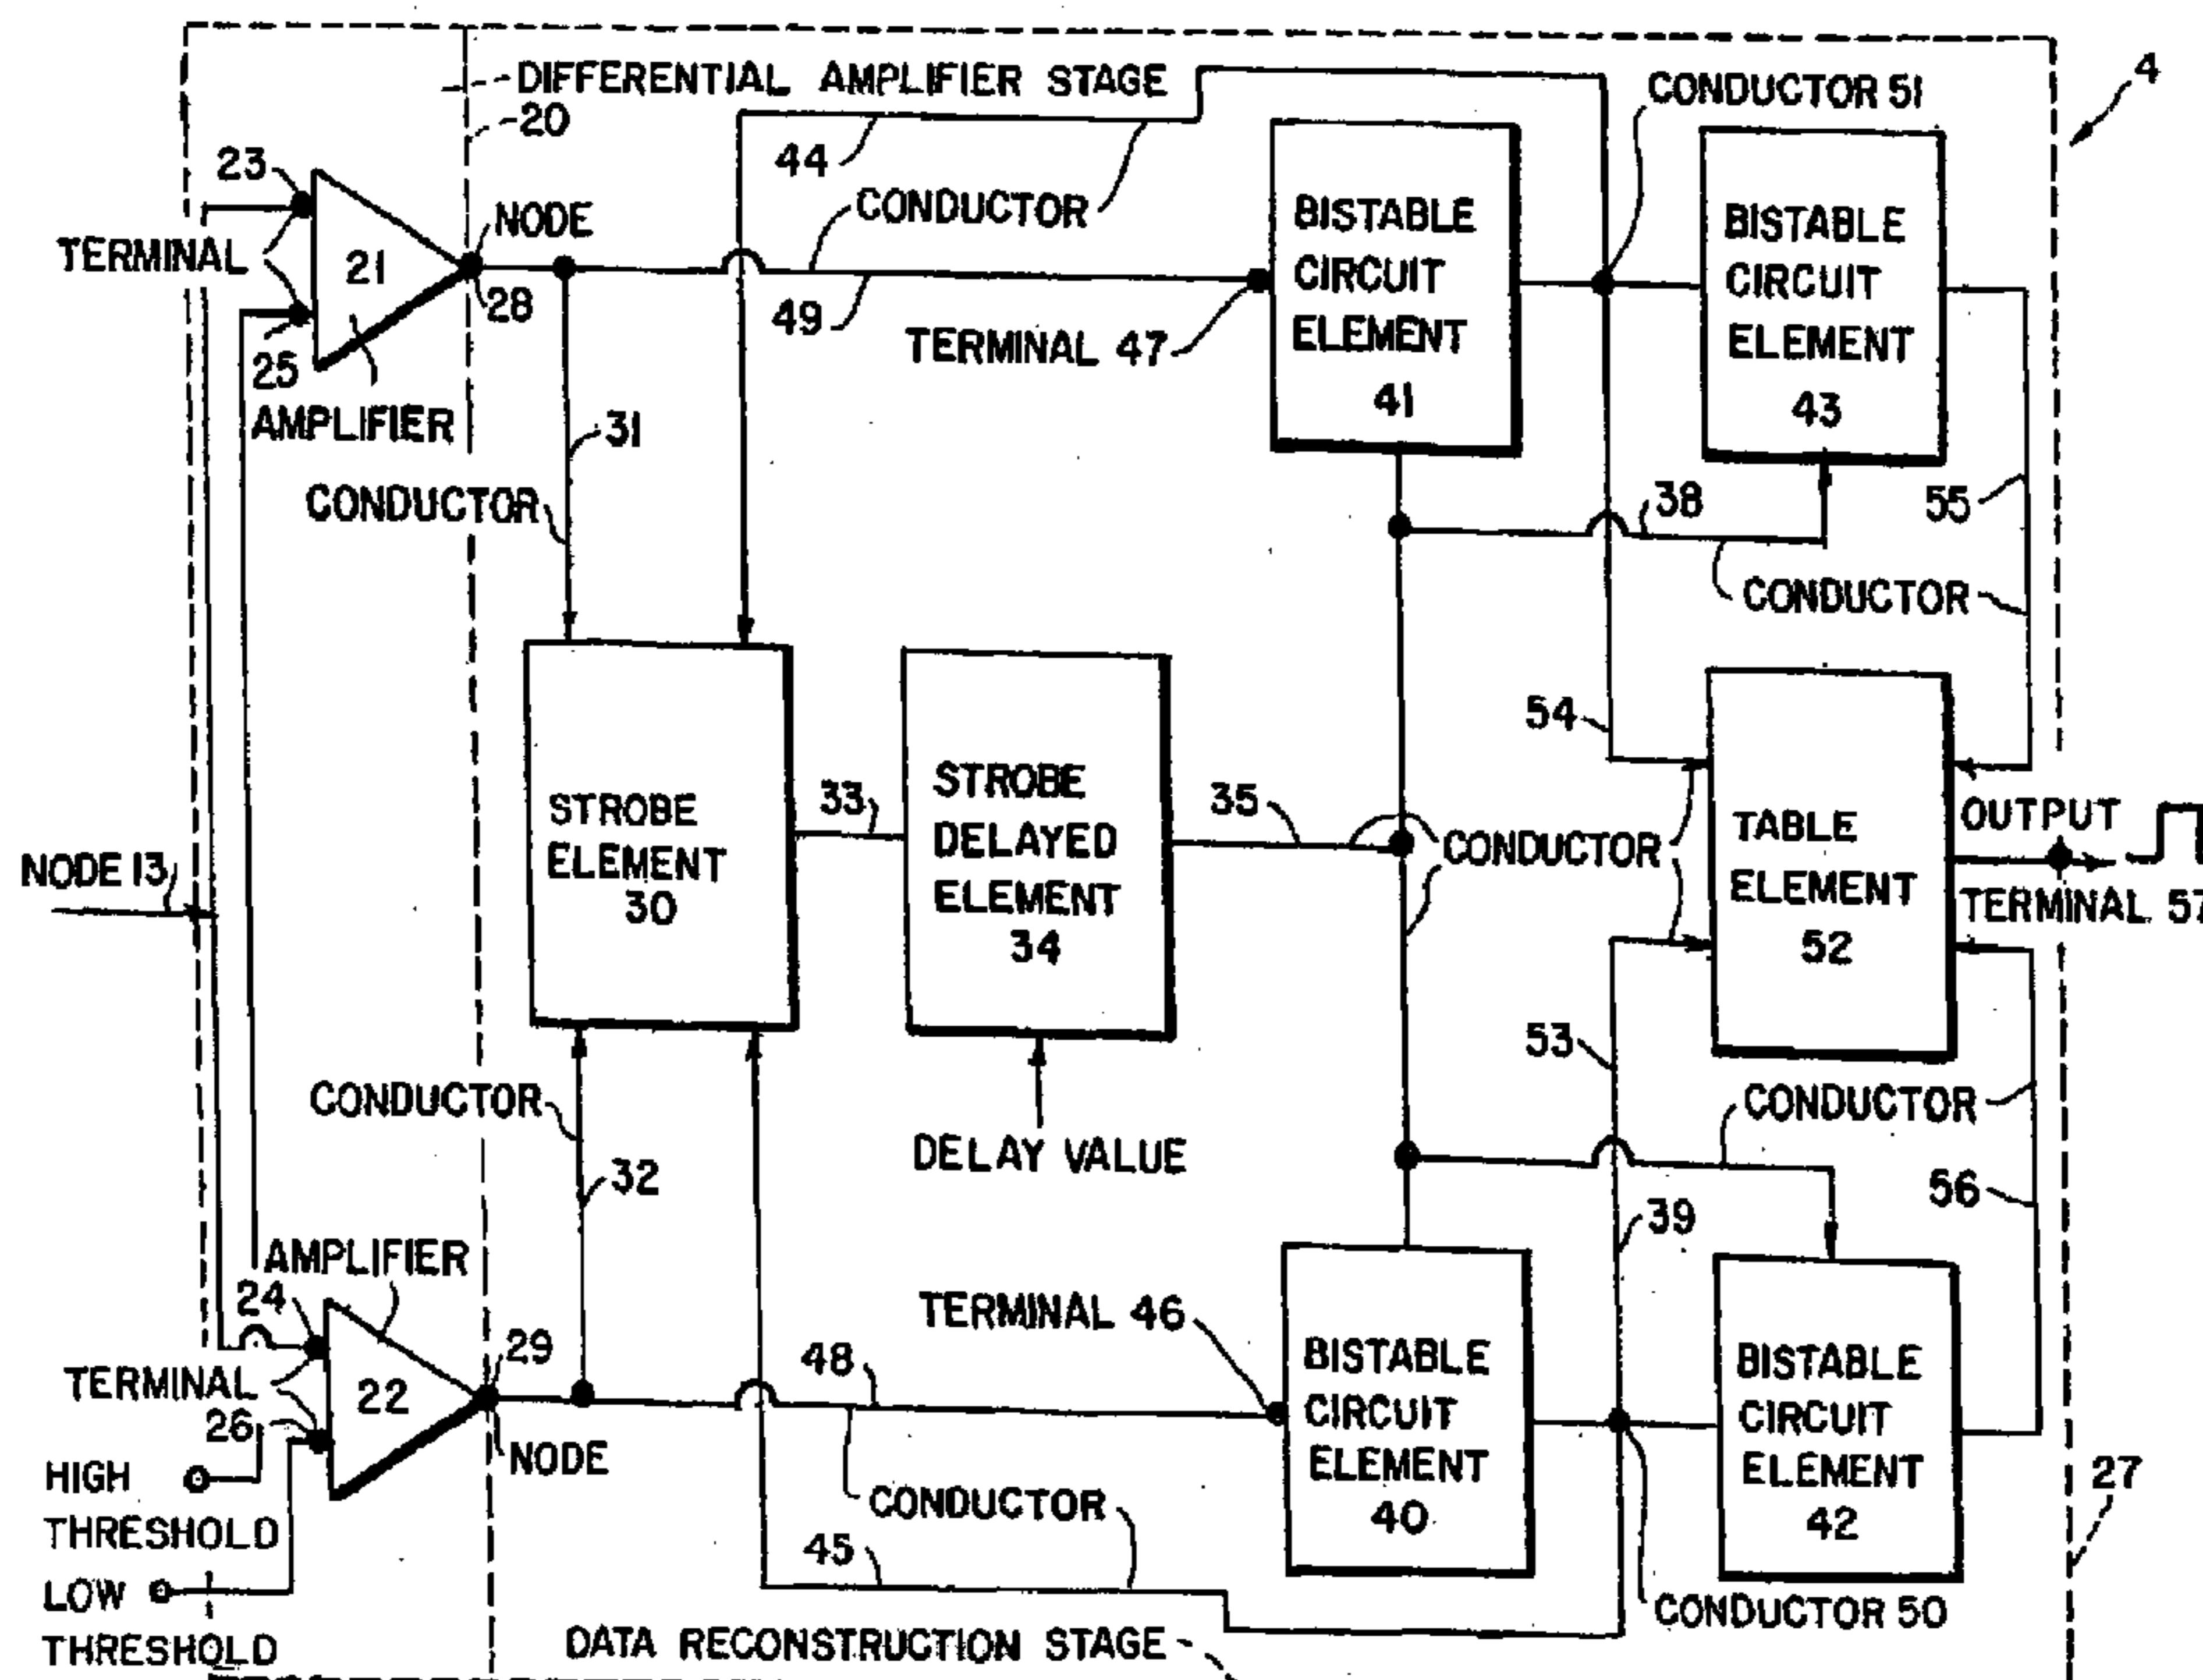 DIFFERENTIAL AMPLIFIER STAGE
20
4
CONDUCTOR 51
23
TERMINAL
25
21
AMPLIFIER
NODE
28
44
CONDUCTOR
49
TERMINAL 47
BISTABLE
CIRCUIT
ELEMENT
41
BISTABLE
CIRCUIT
ELEMENT
43
31
CONDUCTOR
38
CONDUCTOR
55
54
NODE 13
STROBE
ELEMENT
30
33
STROBE
DELAYED
ELEMENT
34
35
CONDUCTOR
TABLE
ELEMENT
52
OUTPUT
TERMINAL 57
53
CONDUCTOR
32
DELAY VALUE
CONDUCTOR
39
56
AMPLIFIER
24
TERMINAL
26
22
29
NODE
48
TERMINAL 46
CONDUCTOR
45
BISTABLE
CIRCUIT
ELEMENT
40
BISTABLE
CIRCUIT
ELEMENT
42
27
HIGH
THRESHOLD
LOW
THRESHOLD
CONDUCTOR 50
DATA RECONSTRUCTION STAGE